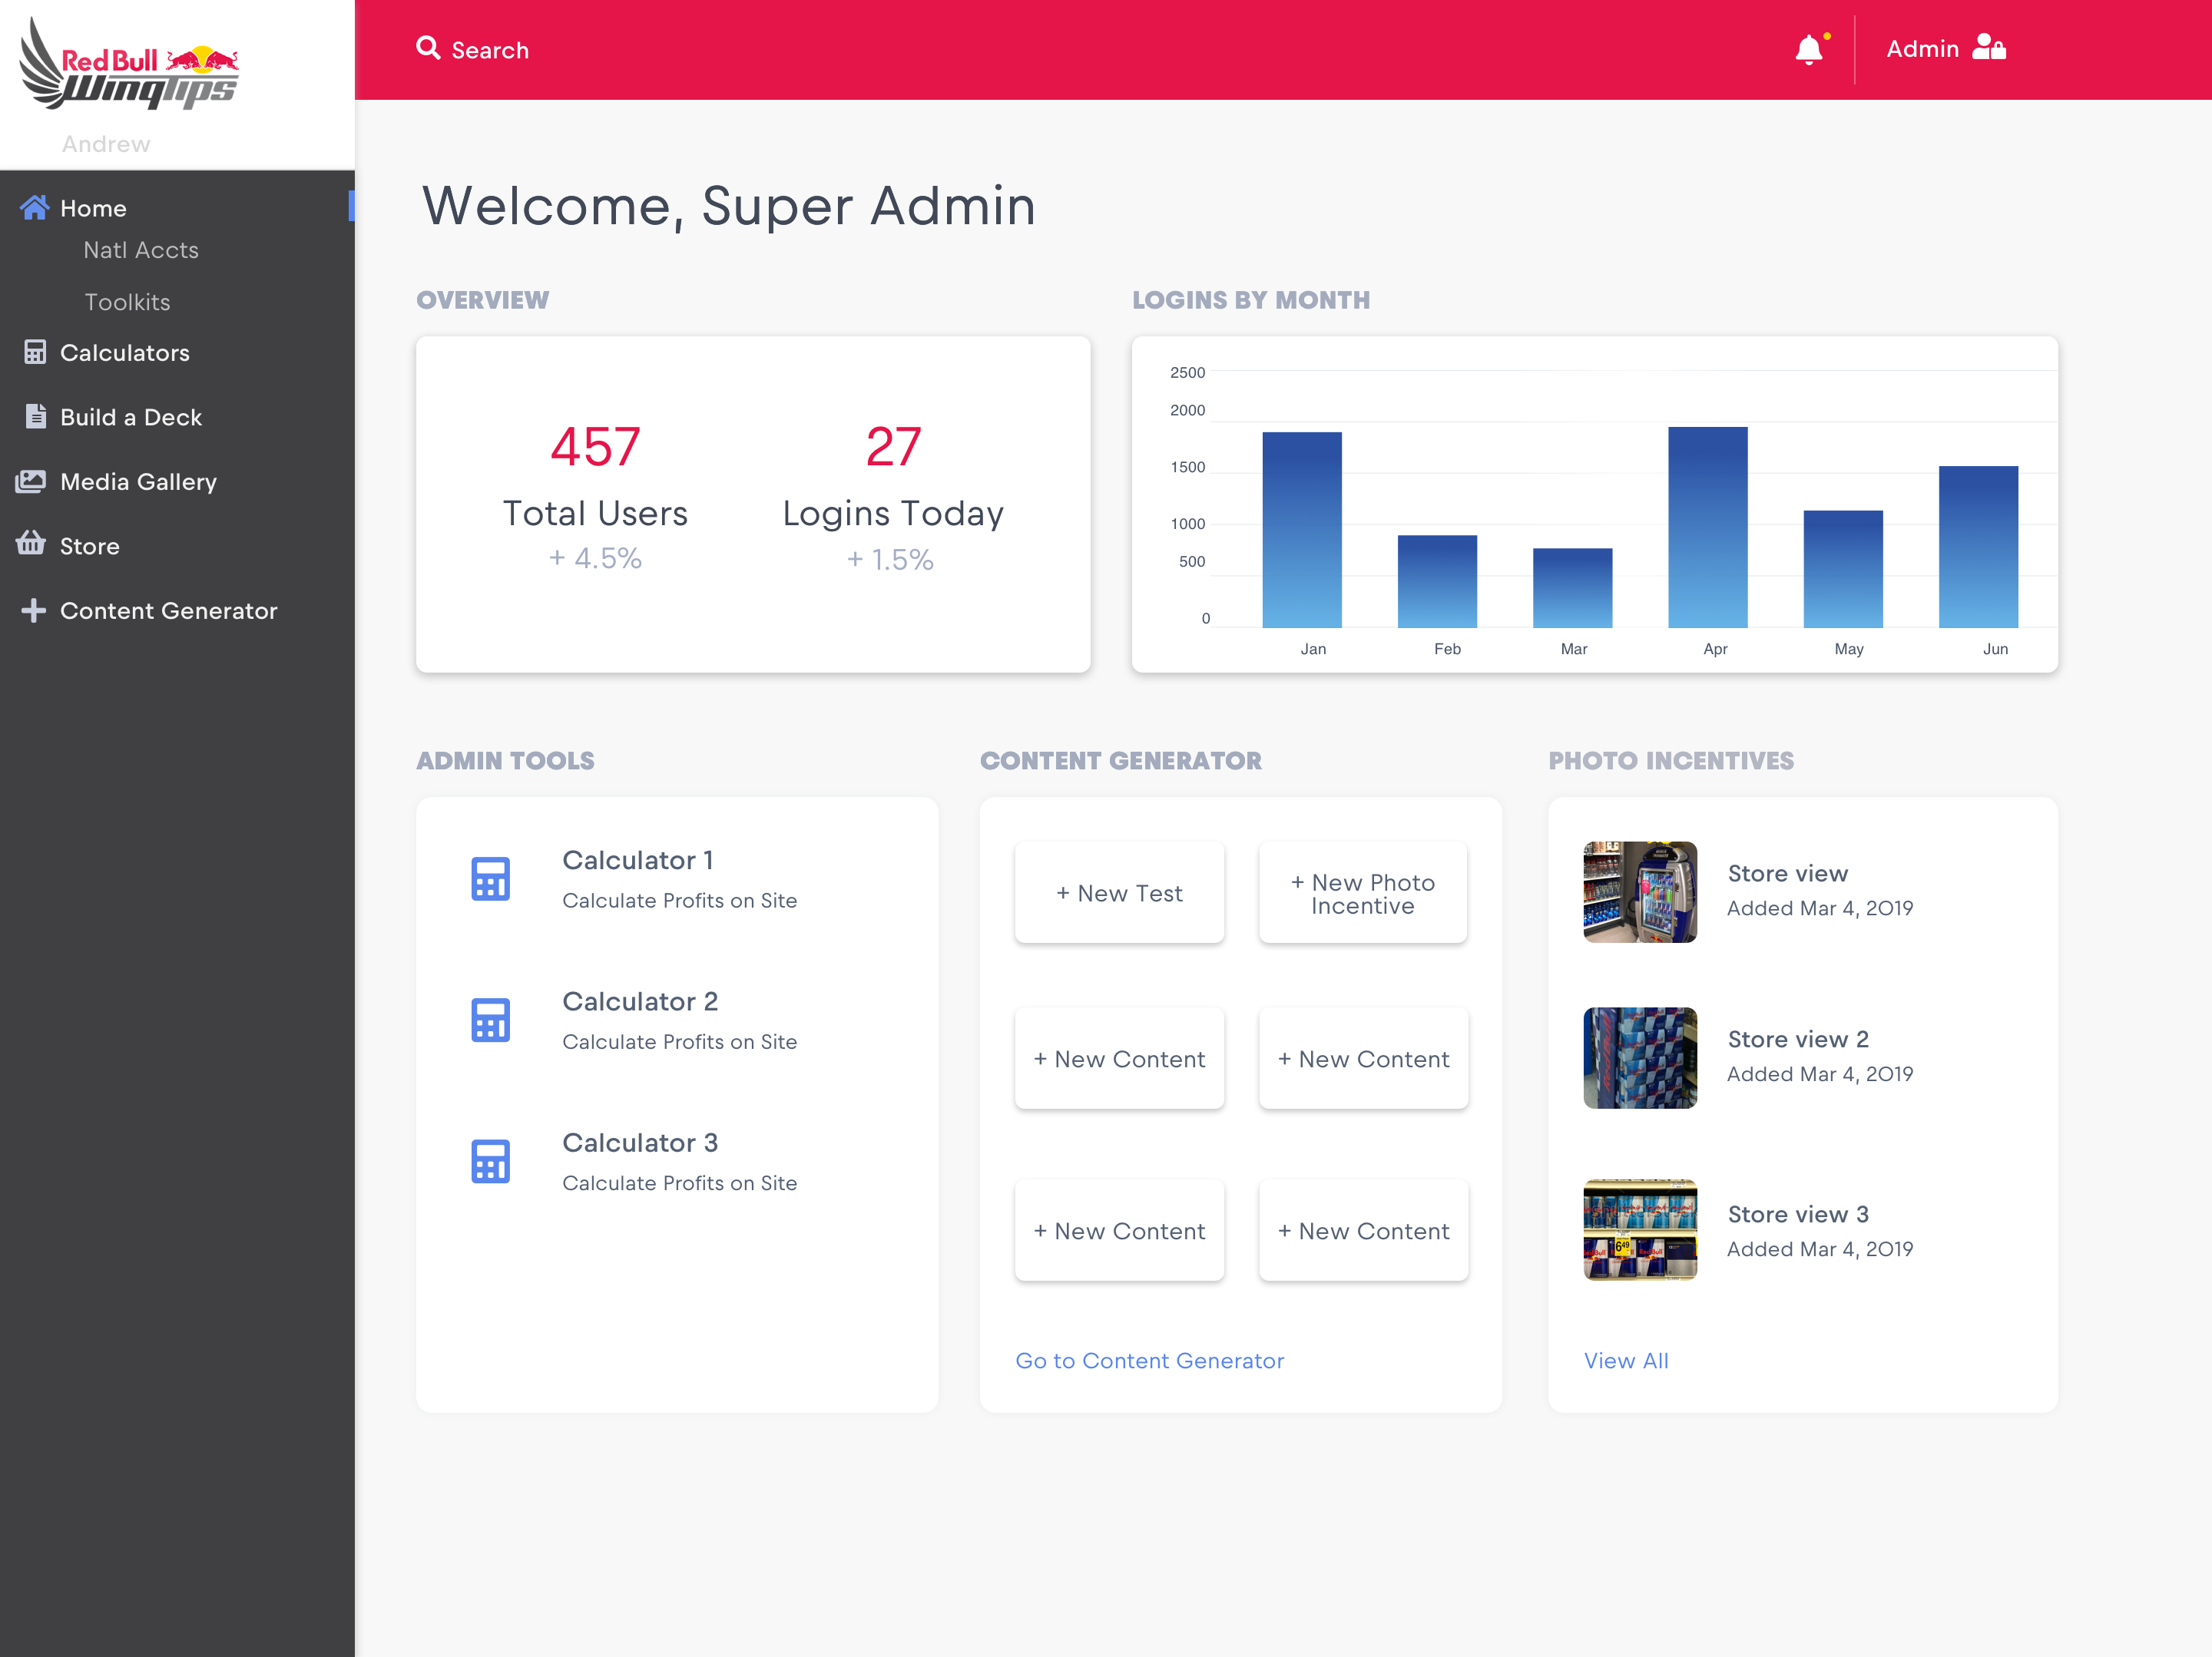 Red Bull
WingTips
Andrew
Home
Natl Accts
Toolkits
Calculators
Build a Deck
Media Gallery
Store
Content Generator
Search
Admin
Welcome, Super Admin
OVERVIEW
457
Total Users
+ 4.5%
27
Logins Today
+ 1.5%
LOGINS BY MONTH
2500
2000
1500
1000
500
0
Jan
Feb
Mar
Apr
May
Jun
ADMIN TOOLS
Calculator 1
Calculate Profits on Site
Calculator 2
Calculate Profits on Site
Calculator 3
Calculate Profits on Site
CONTENT GENERATOR
+ New Test
+ New Photo
Incentive
+ New Content
+ New Content
+ New Content
+ New Content
Go to Content Generator
PHOTO INCENTIVES
Store view
Added Mar 4, 2019
Store view 2
Added Mar 4, 2019
649
RedBull
Store view 3
Added Mar 4, 2019
View All